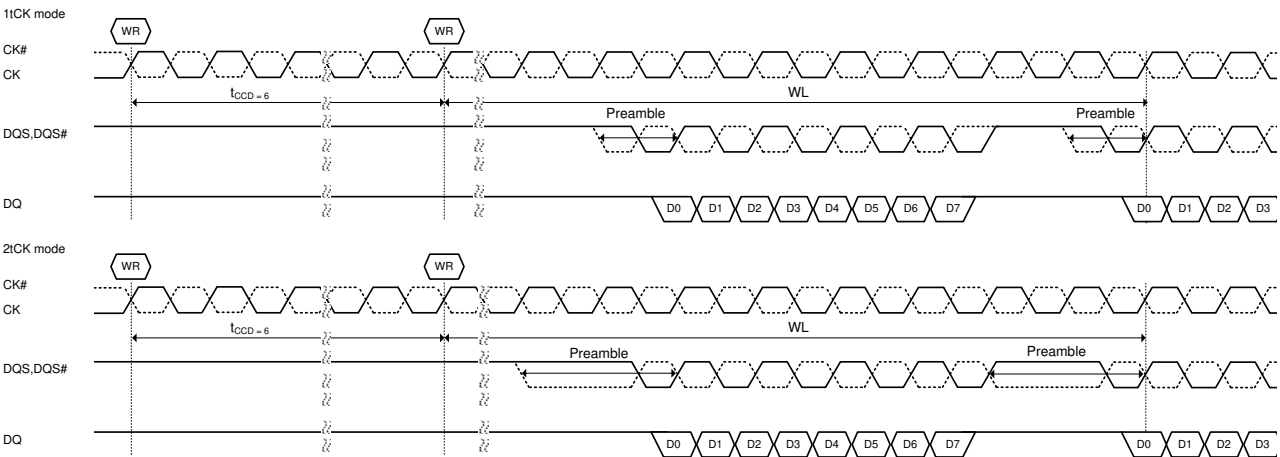 1tCK mode
WR WR
CK#
CK
tCCD = 6 WL
Preamble Preamble
DQS,DQS#
DQ D0 D1 D2 D3 D4 D5 D6 D7 D0 D1 D2 D3
2tCK mode
WR WR
CK#
CK
tCCD = 6 WL
Preamble Preamble
DQS,DQS#
DQ D0 D1 D2 D3 D4 D5 D6 D7 D0 D1 D2 D3